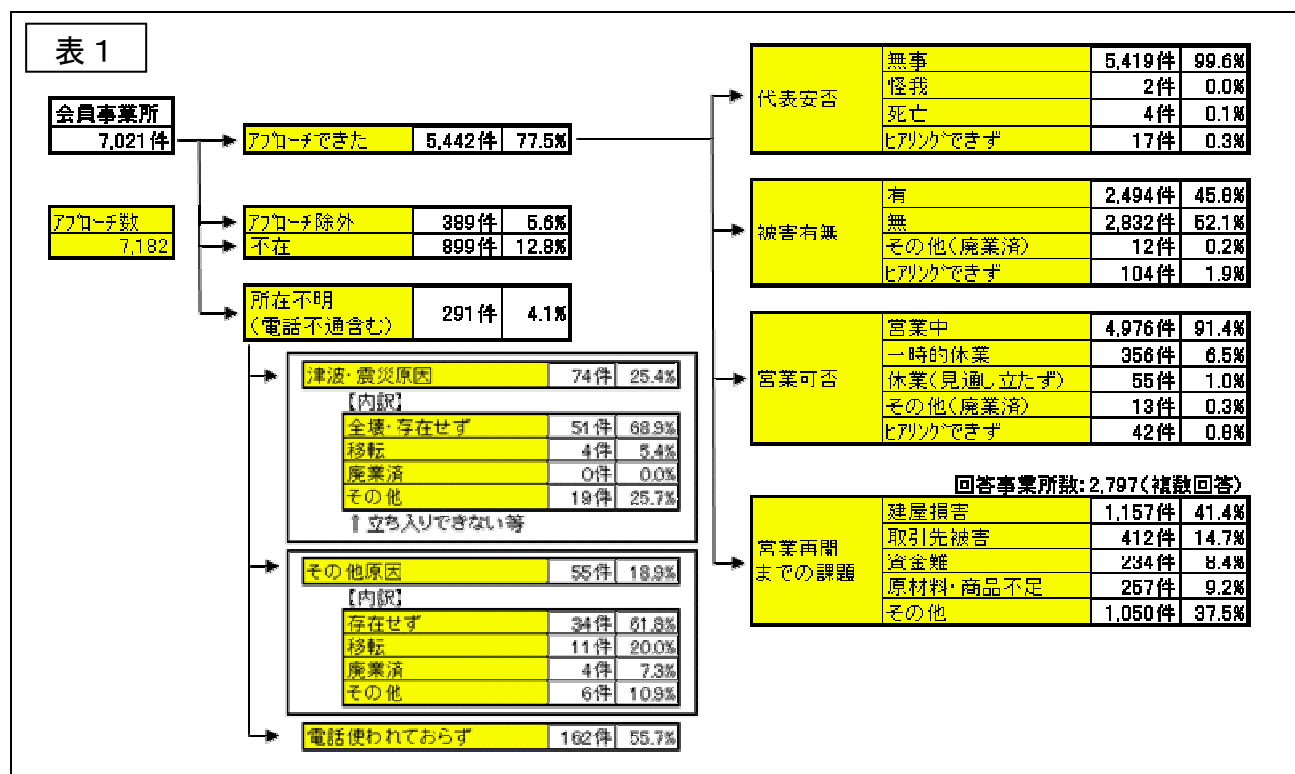 表１
会員事業所
7,021件
アプローチ数
7,182
アプローチできた 5,442件 77.5%
アプローチ除外 389件 5.6%
不在 899件 12.8%
所在不明
（電話不通含む） 291件 4.1%
津波・震災原因 74件 25.4%
【内訳】
全壊・存在せず 51件 68.9%
移転 4件 5.4%
廃業済 0件 0.0%
その他 19件 25.7%
↑立ち入りできない等
その他原因 55件 18.9%
【内訳】
存在せず 34件 61.8%
移転 11件 20.0%
廃業済 4件 7.3%
その他 6件 10.9%
電話使われておらず 162件 55.7%
代表安否
無事 5,419件 99.6%
怪我 2件 0.0%
死亡 4件 0.1%
ﾋｱﾘﾝｸﾞできず 17件 0.3%
被害有無
有 2,494件 45.8%
無 2,832件 52.1%
その他（廃業済） 12件 0.2%
ﾋｱﾘﾝｸﾞできず 104件 1.9%
営業可否
営業中 4,976件 91.4%
一時的休業 356件 6.5%
休業（見通し立たず） 55件 1.0%
その他（廃業済） 13件 0.3%
ﾋｱﾘﾝｸﾞできず 42件 0.8%
回答事業所数：2,797（複数回答）
営業再開
までの課題
建屋損害 1,157件 41.4%
取引先被害 412件 14.7%
資金難 234件 8.4%
原材料・商品不足 257件 9.2%
その他 1,050件 37.5%